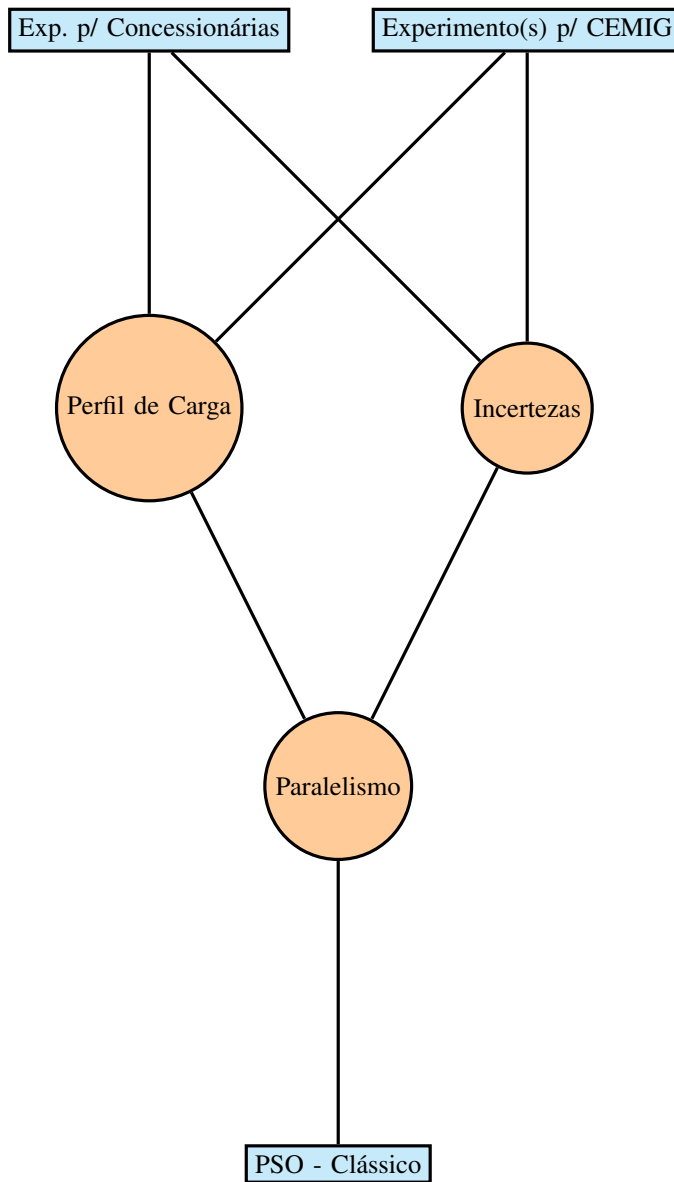 Exp. p/ Concessionárias
Experimento(s) p/ CEMIG
Perfil de Carga
Incertezas
Paralelismo
PSO - Clássico